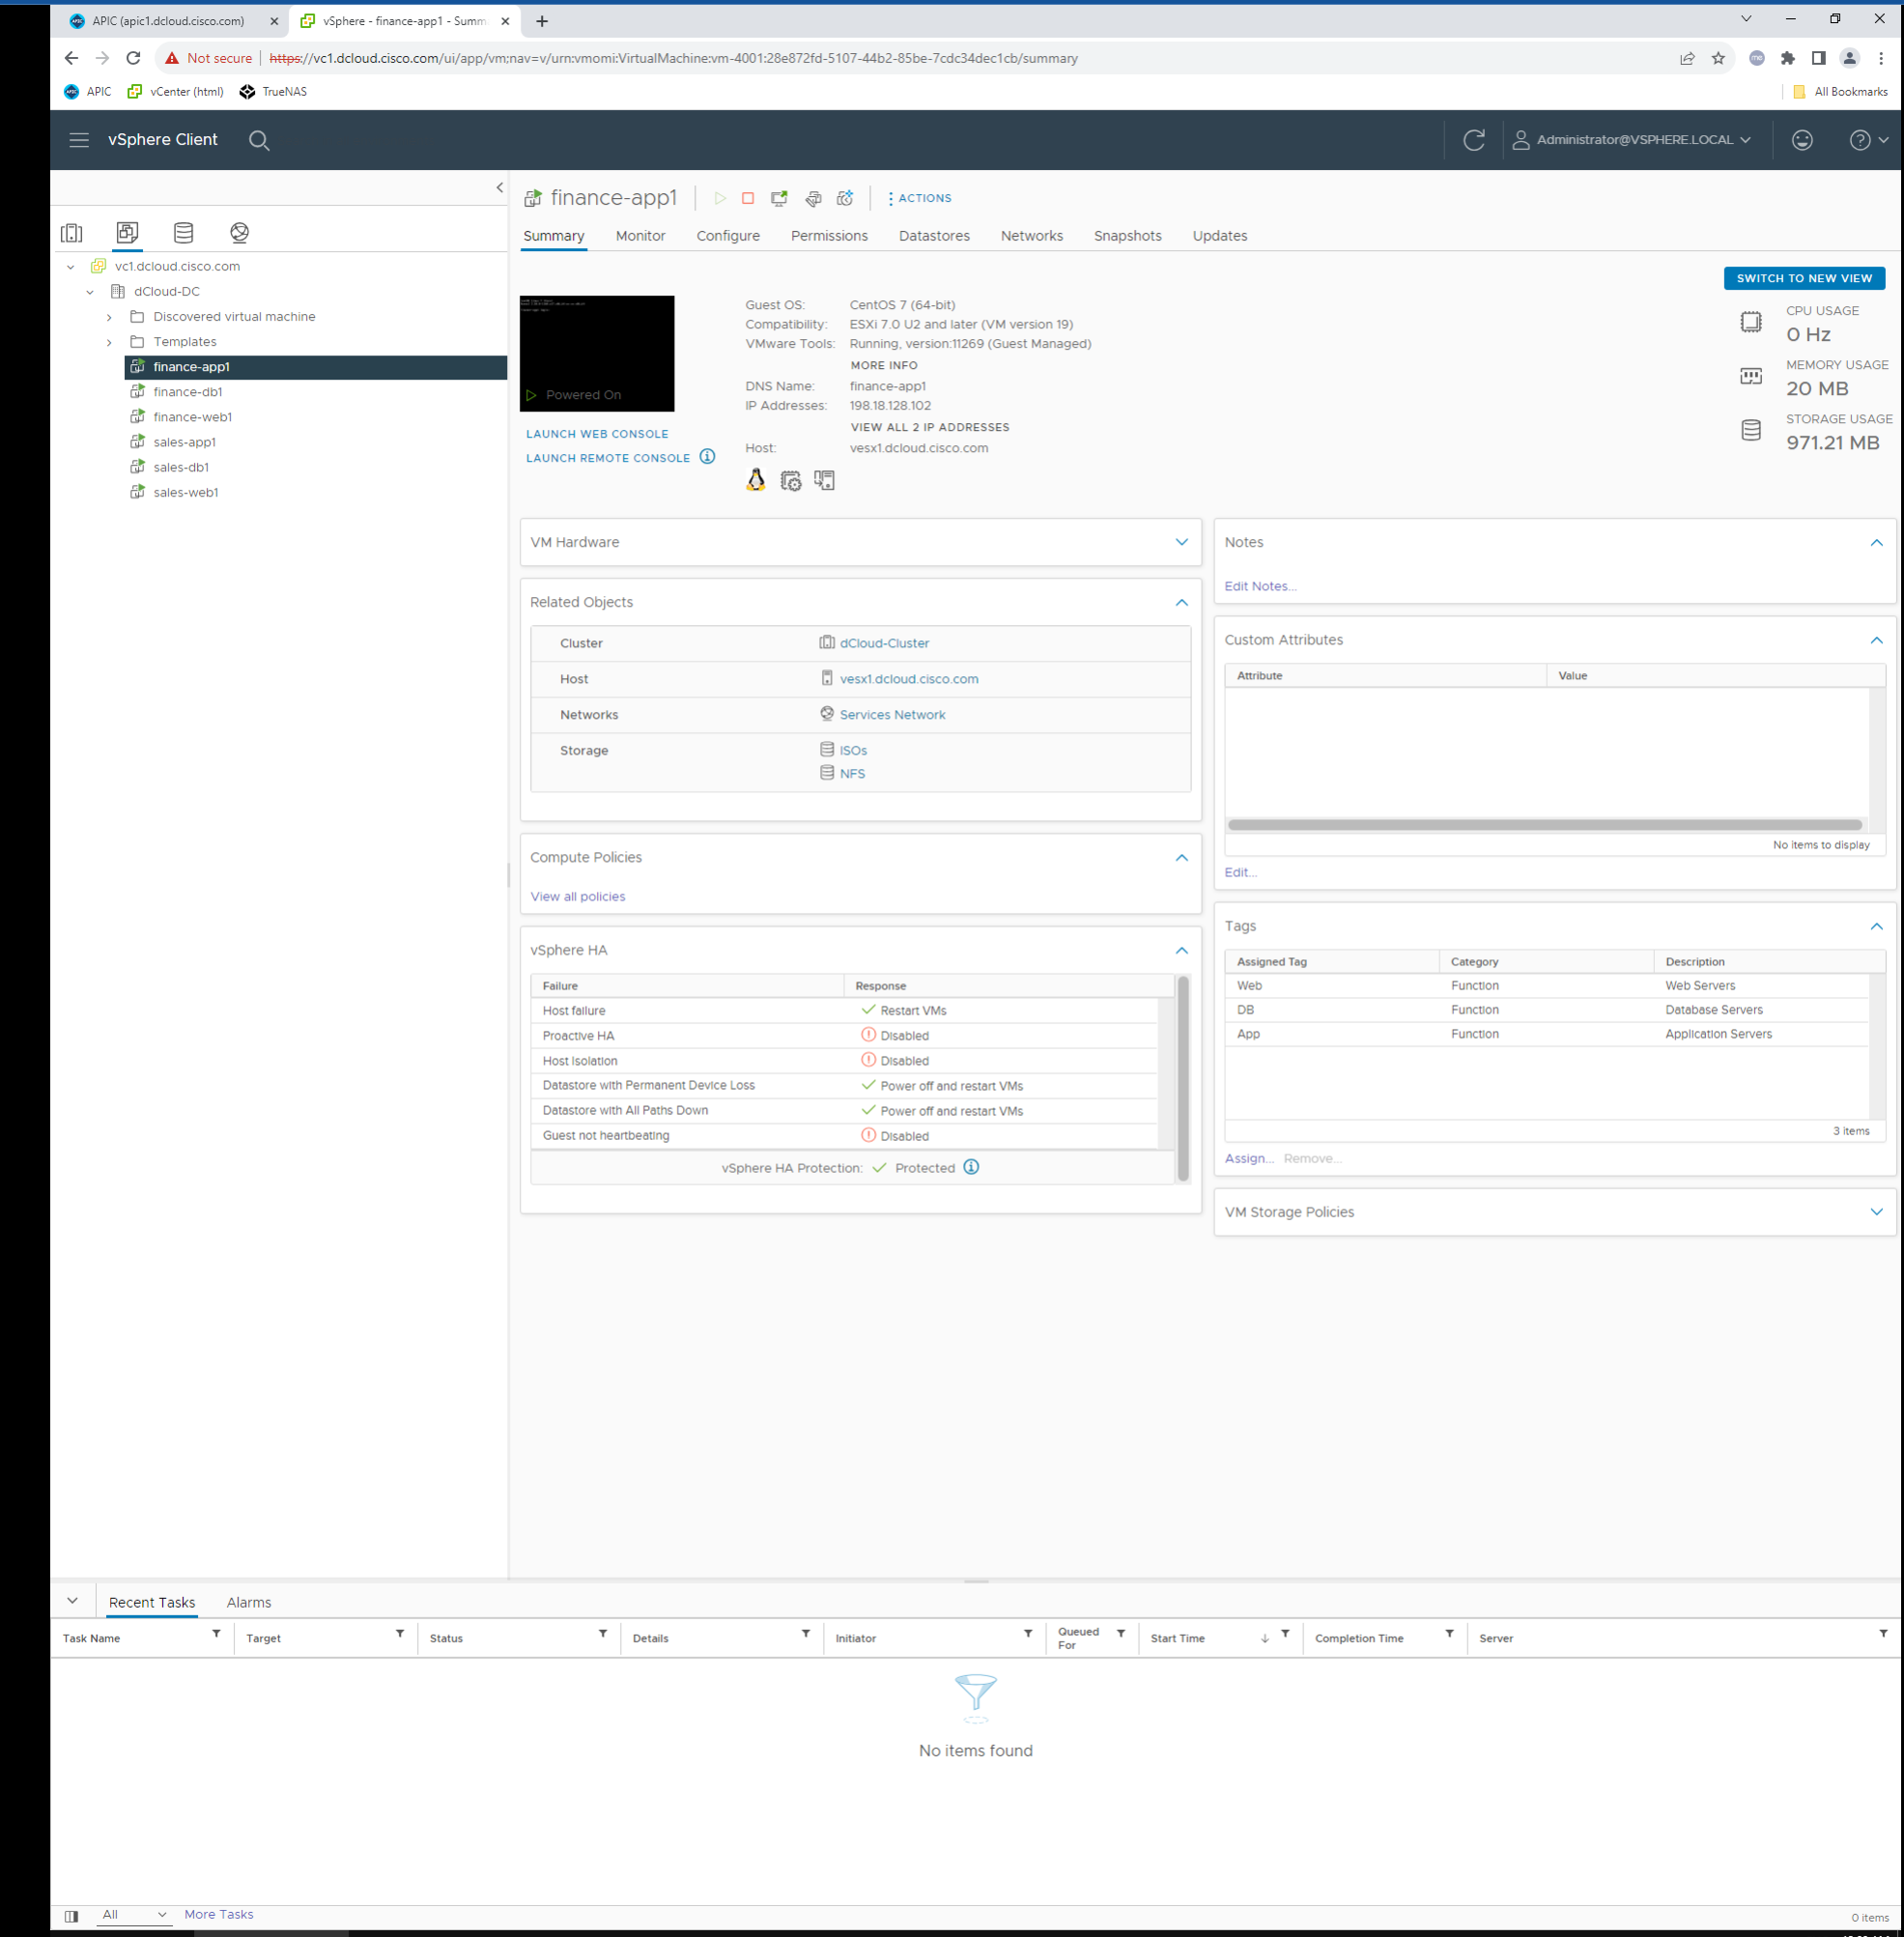 APIC (apic1.dcloud.cisco.com)
vSphere - finance-app1 - Summ
Not secure
https://vc1.dcloud.cisco.com/ui/app/vm;nav=v/urn:vmomi:VirtualMachine:vm-4001:28e872fd-5107-44b2-85be-7cdc34dec1cb/summary
APIC
vCenter (html)
TrueNAS
All Bookmarks
vSphere Client
Administrator@VSPHERE.LOCAL
vc1.dcloud.cisco.com
dCloud-DC
Discovered virtual machine
Templates
finance-app1
finance-db1
finance-web1
sales-app1
sales-db1
sales-web1
finance-app1
ACTIONS
Summary Monitor Configure Permissions Datastores Networks Snapshots Updates
SWITCH TO NEW VIEW
Powered On
LAUNCH WEB CONSOLE
LAUNCH REMOTE CONSOLE
Guest OS: CentOS 7 (64-bit)
Compatibility: ESXi 7.0 U2 and later (VM version 19)
VMware Tools: Running, version:11269 (Guest Managed)
MORE INFO
DNS Name: finance-app1
IP Addresses: 198.18.128.102
VIEW ALL 2 IP ADDRESSES
Host: vesx1.dcloud.cisco.com
CPU USAGE
0 Hz
MEMORY USAGE
20 MB
STORAGE USAGE
971.21 MB
VM Hardware
Related Objects
Cluster dCloud-Cluster
Host vesx1.dcloud.cisco.com
Networks Services Network
Storage ISOs
NFS
Compute Policies
View all policies
vSphere HA
Failure Response
Host failure Restart VMs
Proactive HA Disabled
Host Isolation Disabled
Datastore with Permanent Device Loss Power off and restart VMs
Datastore with All Paths Down Power off and restart VMs
Guest not heartbeating Disabled
vSphere HA Protection: Protected
Notes
Edit Notes...
Custom Attributes
Attribute Value
No items to display
Edit...
Tags
Assigned Tag Category Description
Web Function Web Servers
DB Function Database Servers
App Function Application Servers
3 items
Assign... Remove...
VM Storage Policies
Recent Tasks Alarms
Task Name Target Status Details Initiator Queued For Start Time Completion Time Server
No items found
All
More Tasks
0 items